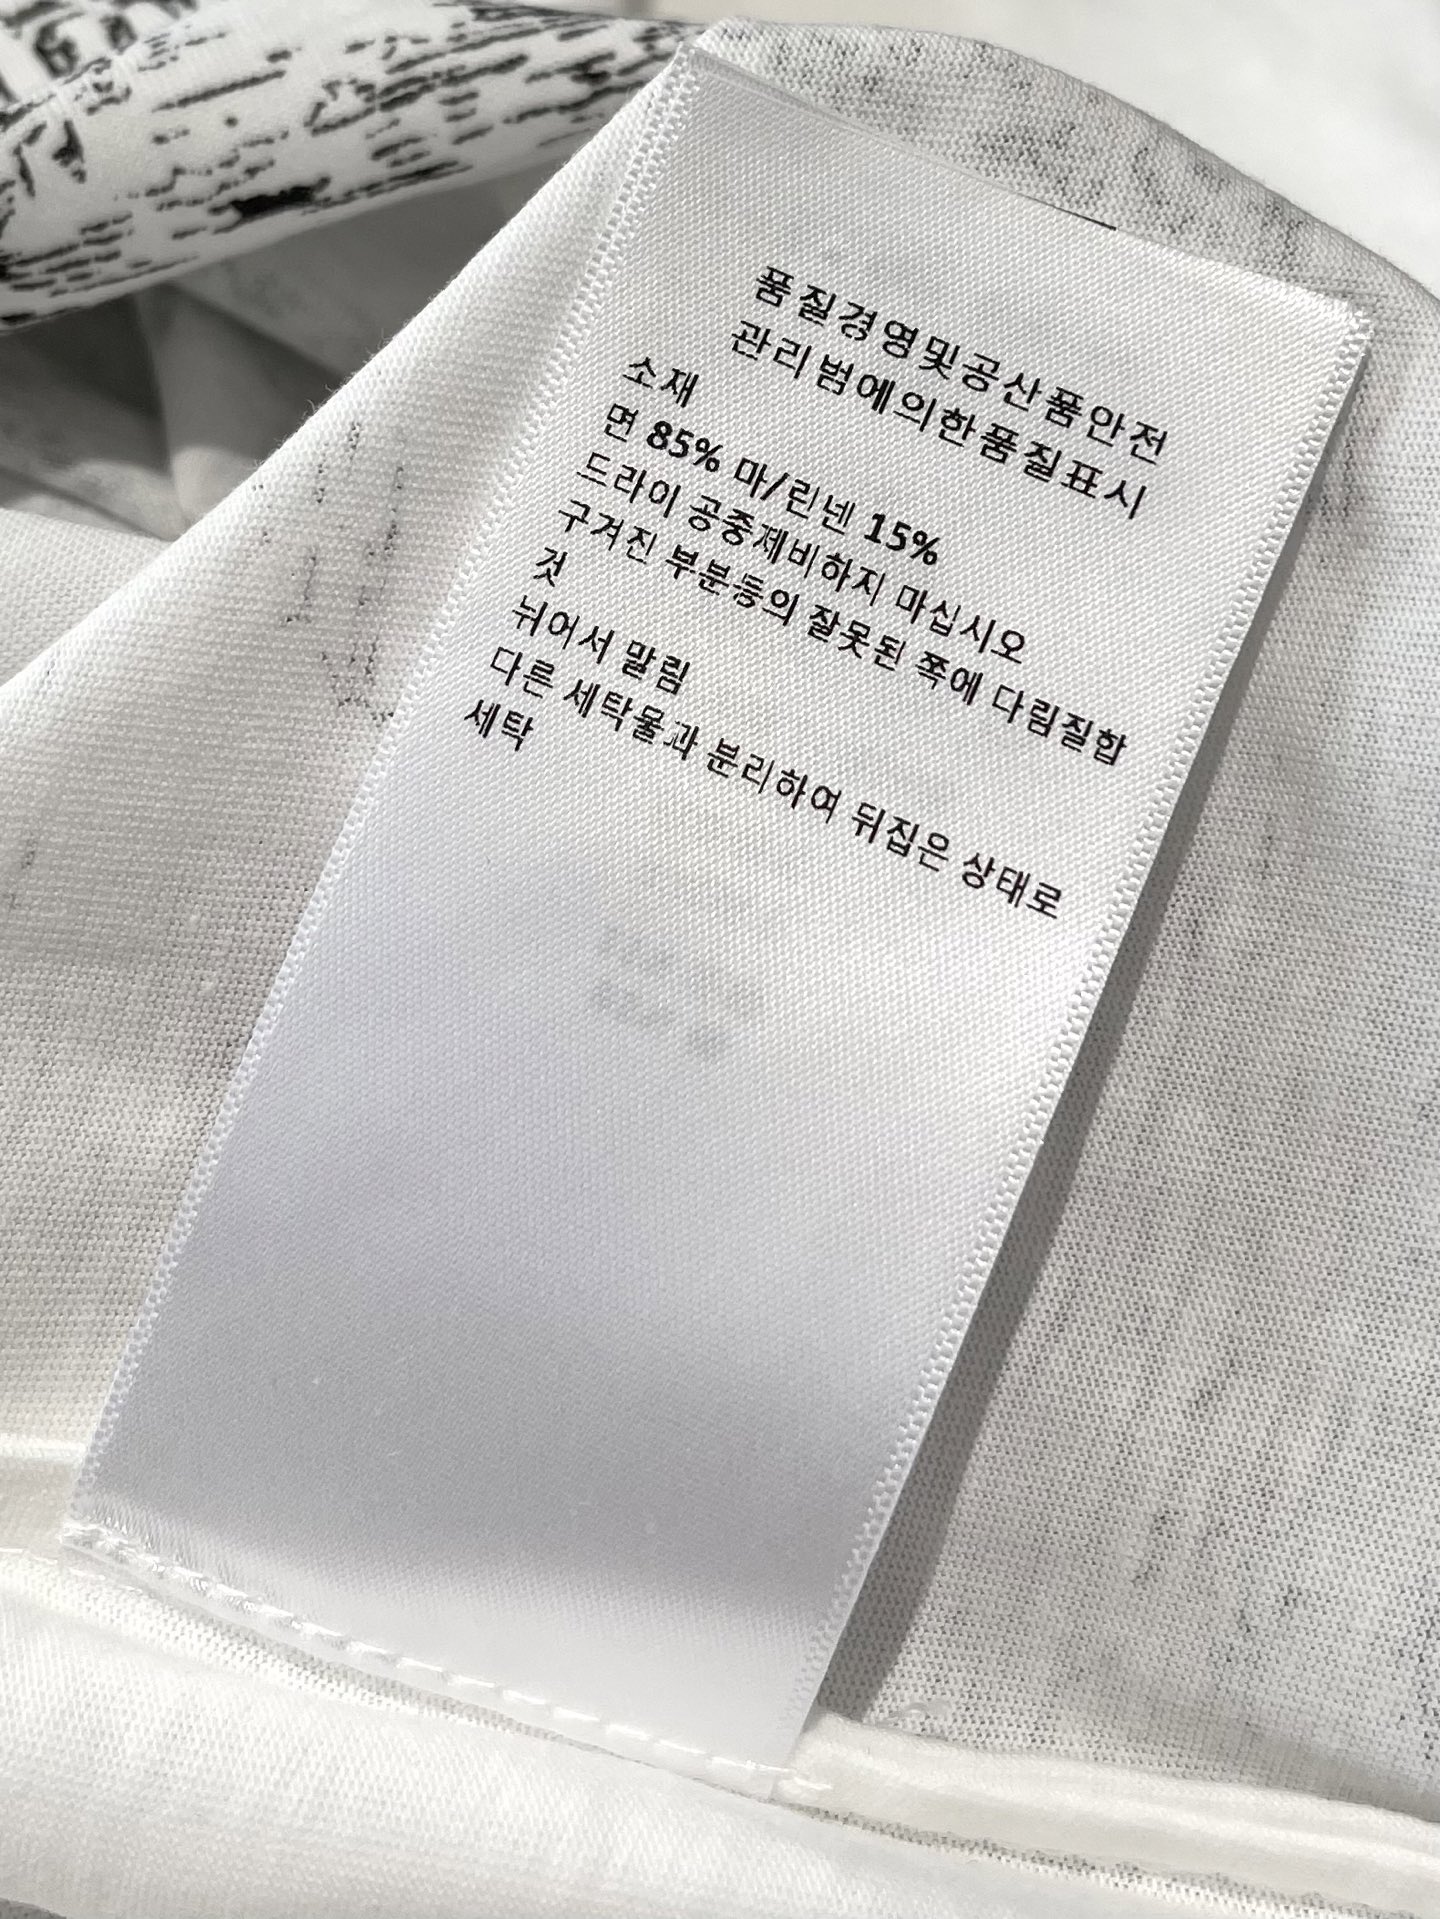 품질경영및공산품안전
관리법에의한품질표시
소재
면 85% 마/린넨 15%
드라이 공중제비하지 마십시오
구겨진 부분등의 잘못된 쪽에 다림질합
것
뉘어서 말림
다른 세탁물과 분리하여 뒤집은 상태로
세탁